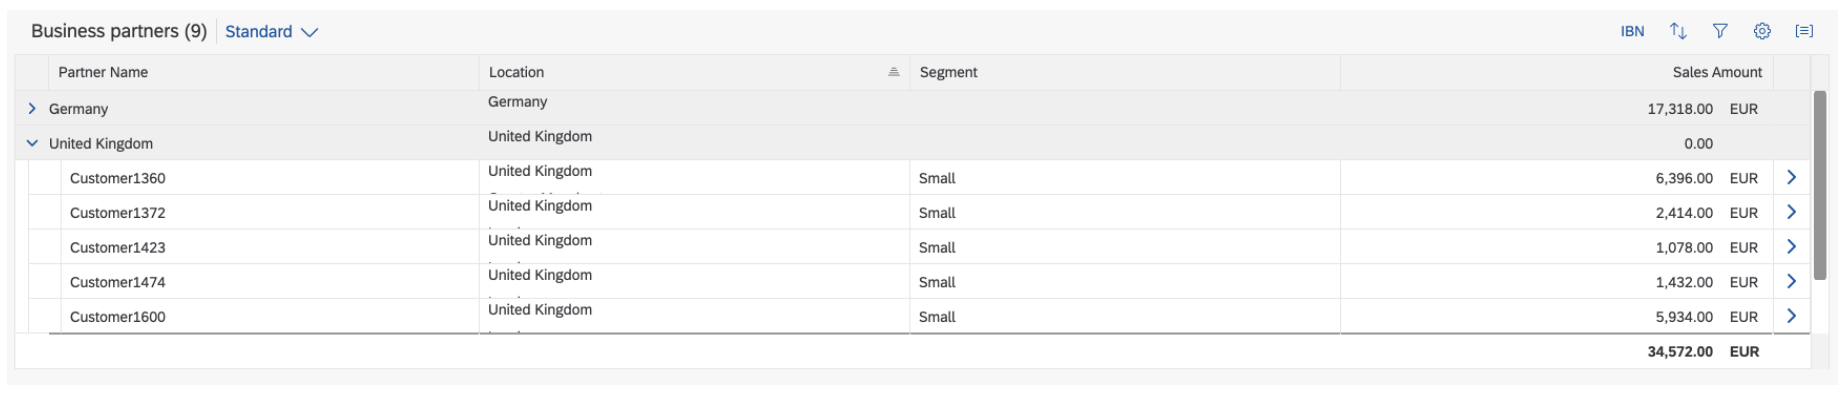 Business partners (9) Standard IBN
Partner Name Location Segment Sales Amount
Germany Germany 17,318.00 EUR
United Kingdom United Kingdom 0.00
Customer1360 United Kingdom Small 6,396.00 EUR
Customer1372 United Kingdom Small 2,414.00 EUR
Customer1423 United Kingdom Small 1,078.00 EUR
Customer1474 United Kingdom Small 1,432.00 EUR
Customer1600 United Kingdom Small 5,934.00 EUR
34,572.00 EUR